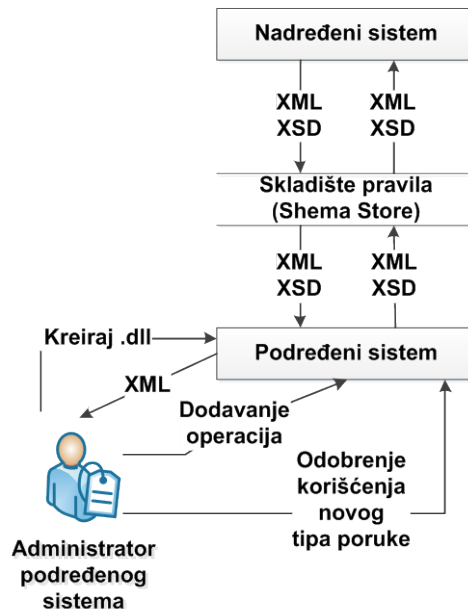 Nadređeni sistem
XML XML
XSD XSD
Skladište pravila
(Shema Store)
XML XML
XSD XSD
Kreiraj .dll
Podređeni sistem
XML
Dodavanje
operacija
Odobrenje
korišćenja
novog
tipa poruke
Administrator
podređenog
sistema